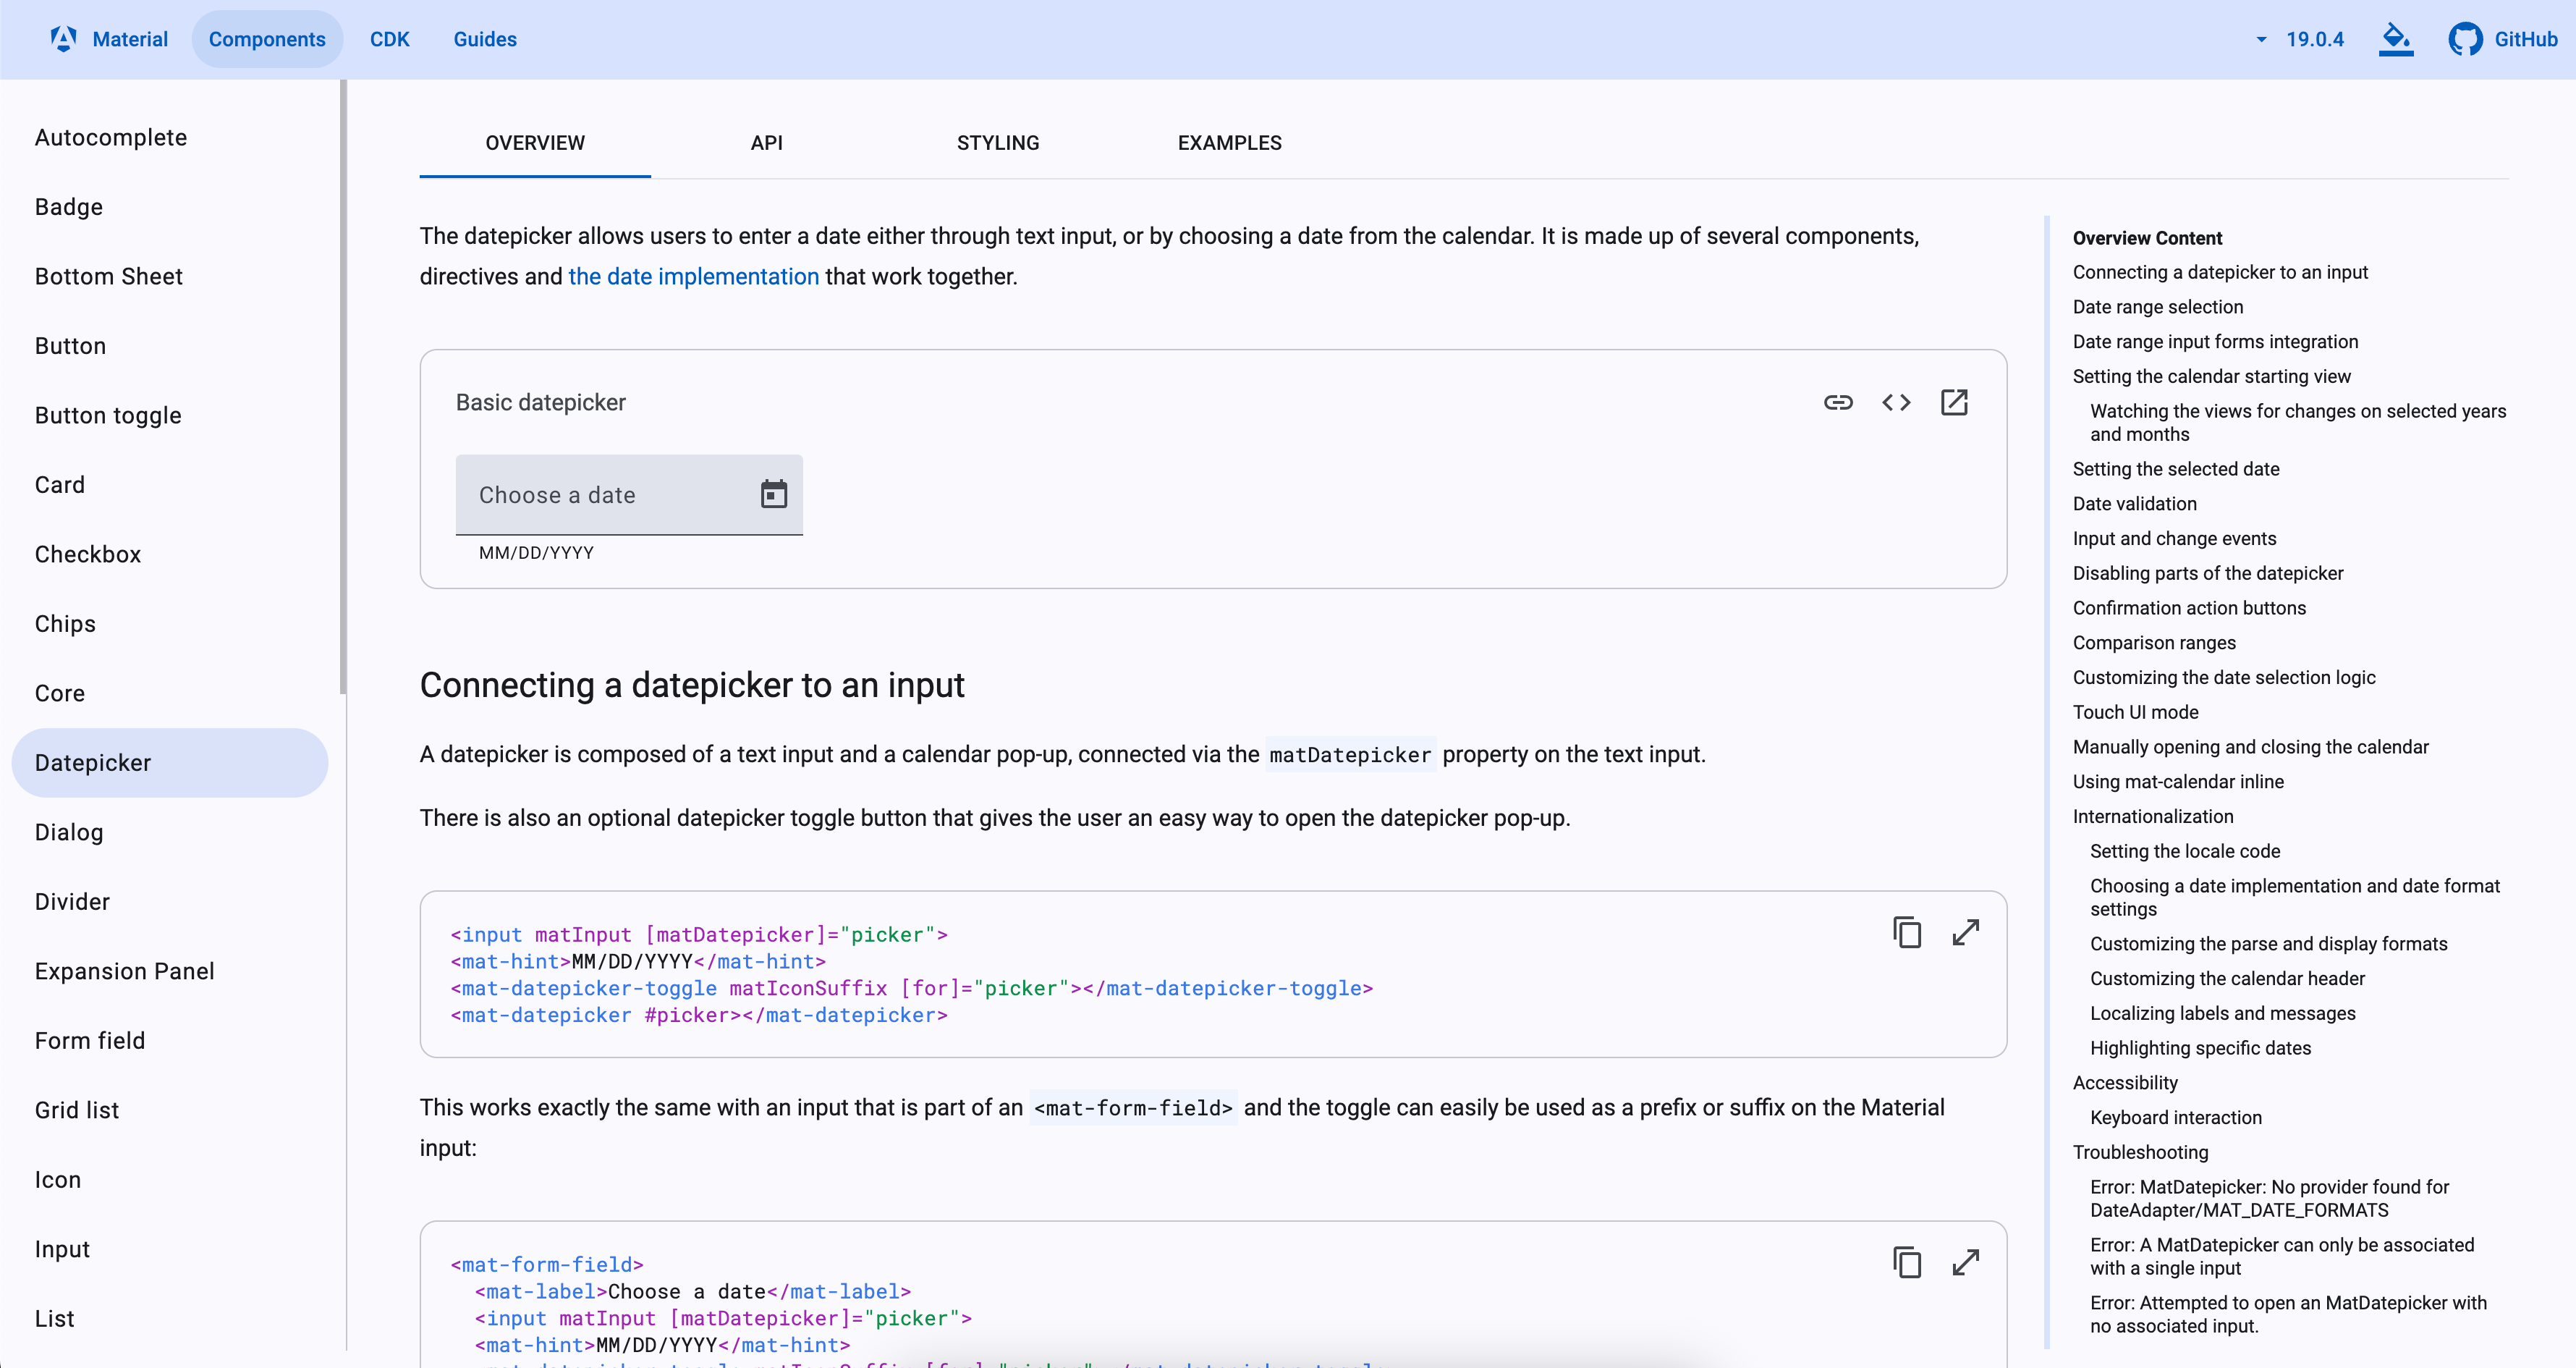 Material
Components
CDK
Guides
19.0.4
GitHub
Autocomplete
Badge
Bottom Sheet
Button
Button toggle
Card
Checkbox
Chips
Core
Datepicker
Dialog
Divider
Expansion Panel
Form field
Grid list
Icon
Input
List
OVERVIEW
API
STYLING
EXAMPLES
The datepicker allows users to enter a date either through text input, or by choosing a date from the calendar. It is made up of several components,
directives and the date implementation that work together.
Basic datepicker
Choose a date
MM/DD/YYYY
Connecting a datepicker to an input
A datepicker is composed of a text input and a calendar pop-up, connected via the matDatepicker property on the text input.
There is also an optional datepicker toggle button that gives the user an easy way to open the datepicker pop-up.
<input matInput [matDatepicker]="picker">
<mat-hint>MM/DD/YYYY</mat-hint>
<mat-datepicker-toggle matIconSuffix [for]="picker"></mat-datepicker-toggle>
<mat-datepicker #picker></mat-datepicker>
This works exactly the same with an input that is part of an <mat-form-field> and the toggle can easily be used as a prefix or suffix on the Material
input:
<mat-form-field>
  <mat-label>Choose a date</mat-label>
  <input matInput [matDatepicker]="picker">
  <mat-hint>MM/DD/YYYY</mat-hint>
  <mat-datepicker-toggle matIconSuffix [for]="picker"></mat-datepicker-toggle>
Overview Content
Connecting a datepicker to an input
Date range selection
Date range input forms integration
Setting the calendar starting view
Watching the views for changes on selected years
and months
Setting the selected date
Date validation
Input and change events
Disabling parts of the datepicker
Confirmation action buttons
Comparison ranges
Customizing the date selection logic
Touch UI mode
Manually opening and closing the calendar
Using mat-calendar inline
Internationalization
Setting the locale code
Choosing a date implementation and date format
settings
Customizing the parse and display formats
Customizing the calendar header
Localizing labels and messages
Highlighting specific dates
Accessibility
Keyboard interaction
Troubleshooting
Error: MatDatepicker: No provider found for
DateAdapter/MAT_DATE_FORMATS
Error: A MatDatepicker can only be associated
with a single input
Error: Attempted to open an MatDatepicker with
no associated input.